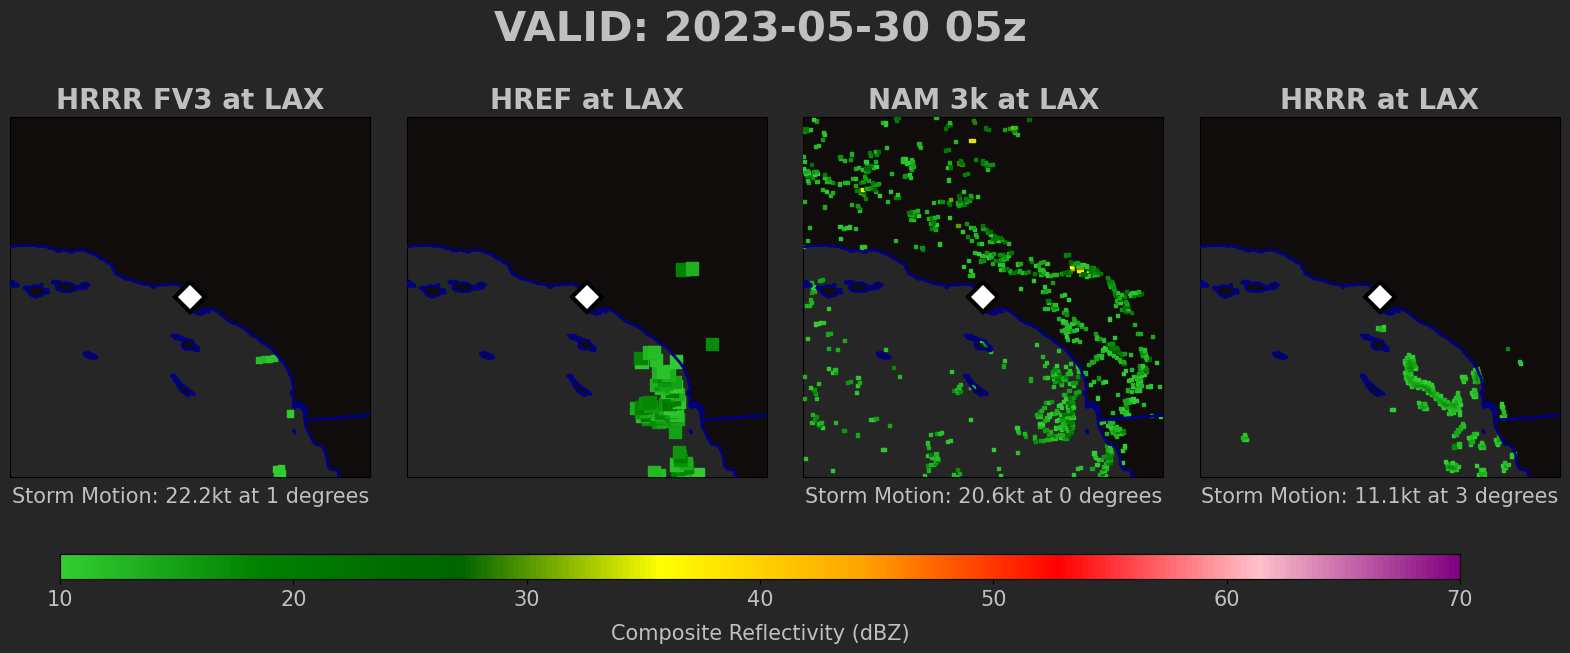 VALID: 2023-05-30 05z
HRRR FV3 at LAX
HREF at LAX
NAM 3k at LAX
HRRR at LAX
Storm Motion: 22.2kt at 1 degrees
Storm Motion: 20.6kt at 0 degrees
Storm Motion: 11.1kt at 3 degrees
10 20 30 40 50 60 70
Composite Reflectivity (dBZ)